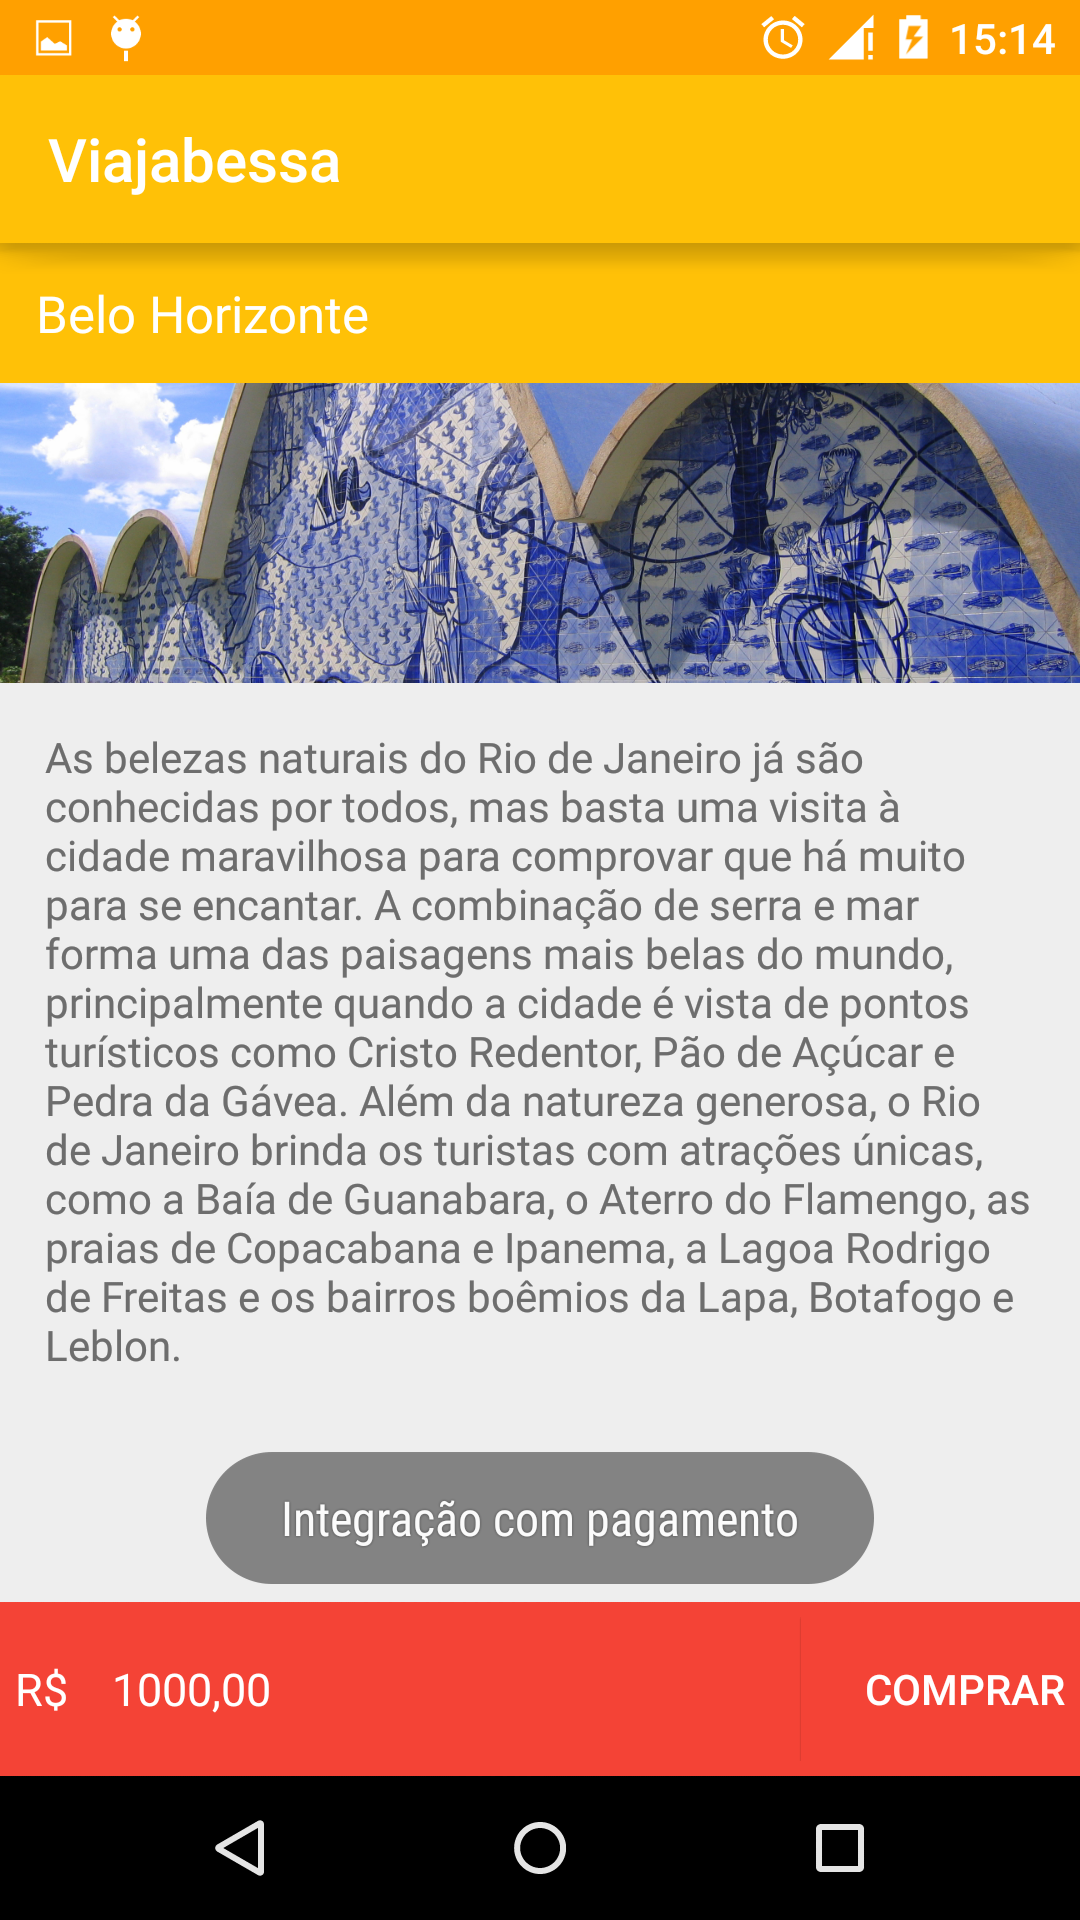 15:14
Viajabessa
Belo Horizonte
As belezas naturais do Rio de Janeiro já são
conhecidas por todos, mas basta uma visita à
cidade maravilhosa para comprovar que há muito
para se encantar. A combinação de serra e mar
forma uma das paisagens mais belas do mundo,
principalmente quando a cidade é vista de pontos
turísticos como Cristo Redentor, Pão de Açúcar e
Pedra da Gávea. Além da natureza generosa, o Rio
de Janeiro brinda os turistas com atrações únicas,
como a Baía de Guanabara, o Aterro do Flamengo, as
praias de Copacabana e Ipanema, a Lagoa Rodrigo
de Freitas e os bairros boêmios da Lapa, Botafogo e
Leblon.
Integração com pagamento
R$ 1000,00 COMPRAR